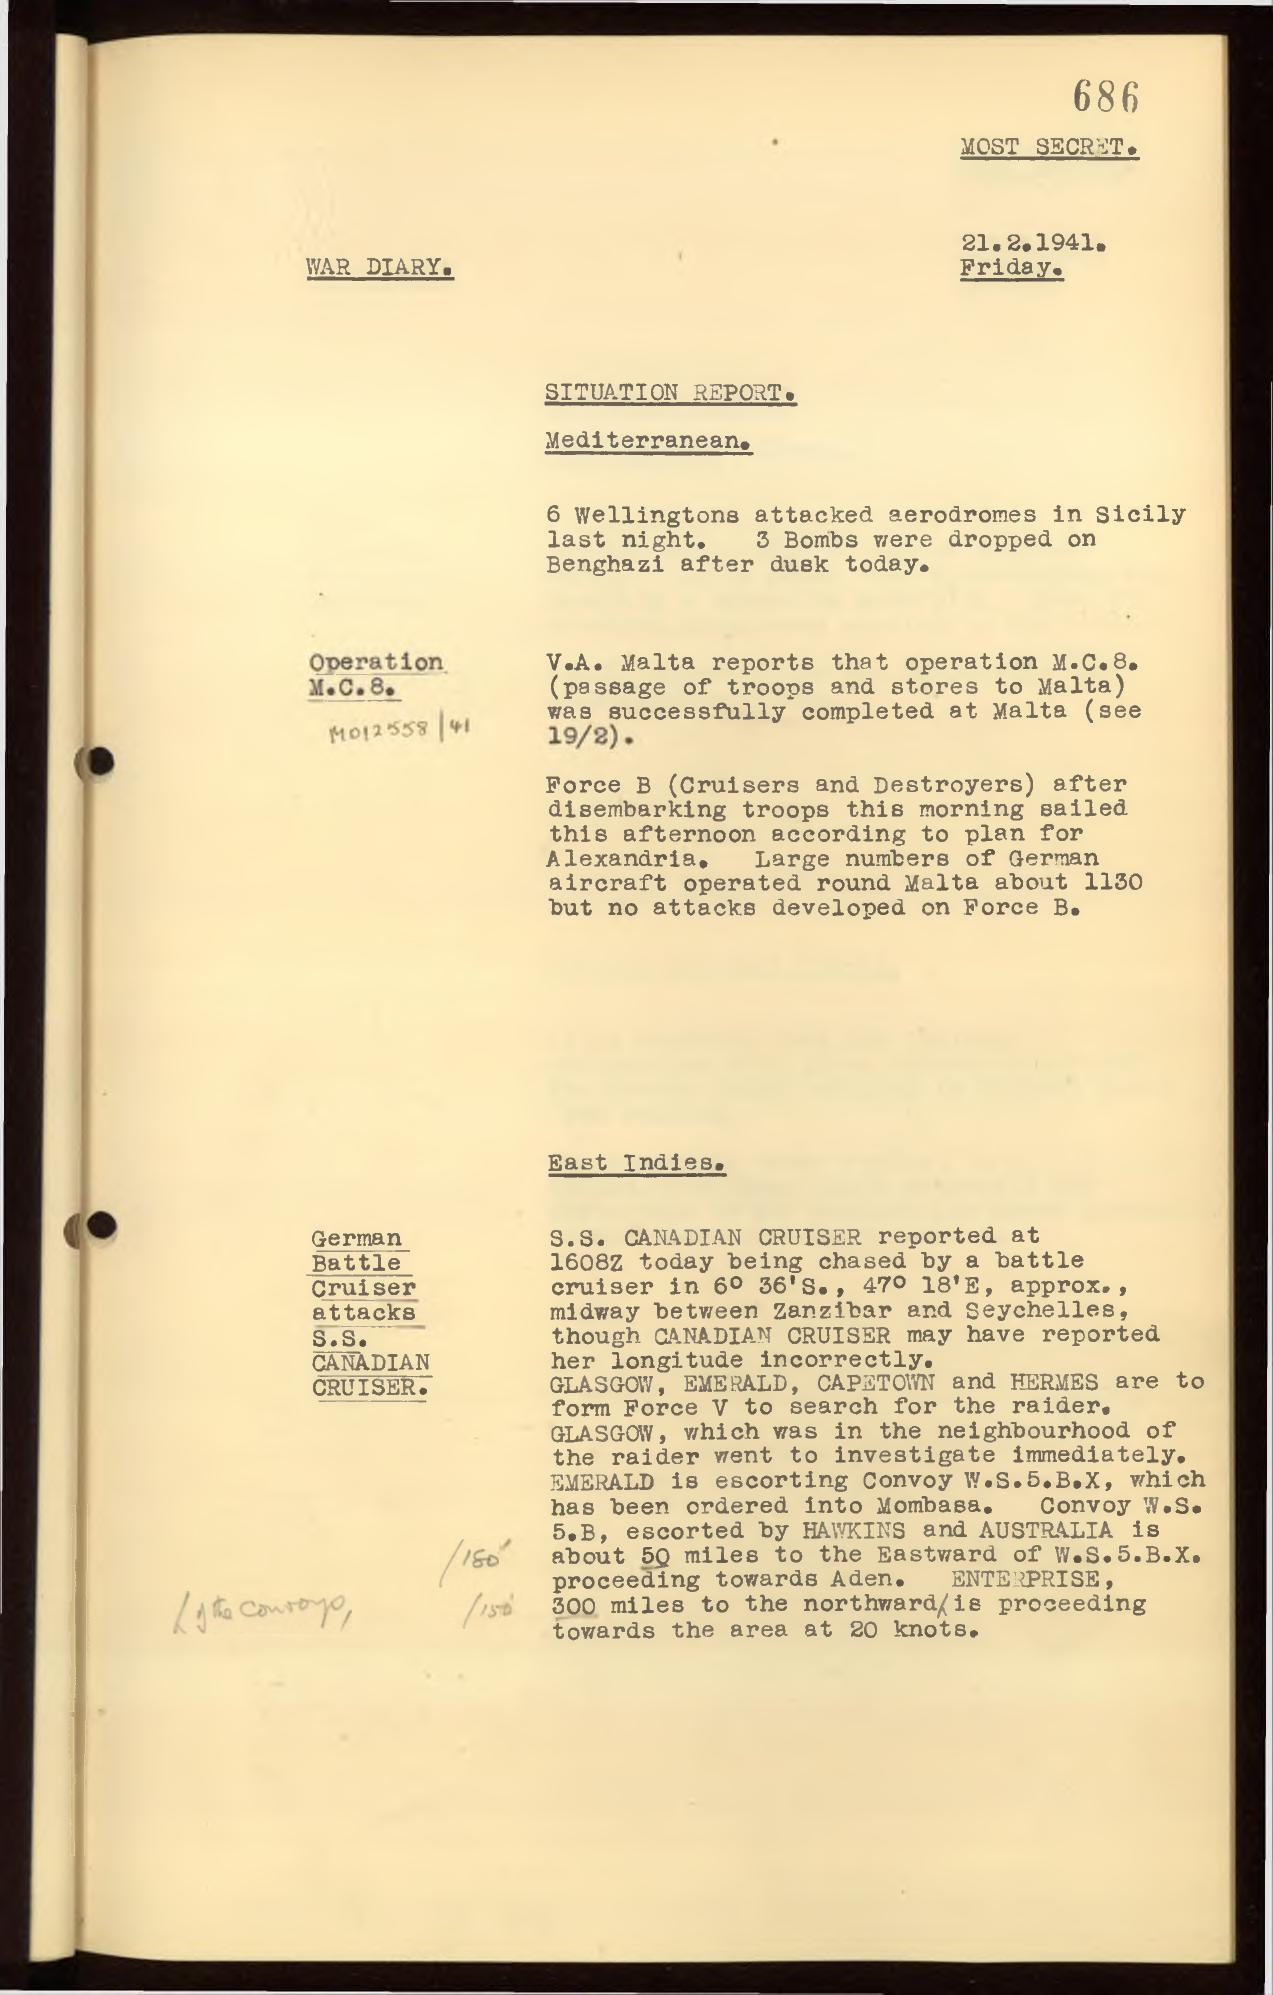 686
MOST SECRET.
21.2.1941.
WAR DIARY.
Friday.
SITUATION REPORT.
Mediterranean.
6 Wellingtons attacked aerodromes in Sicily
last night. 3 Bombs were dropped on
Benghazi after dusk today.
Operation
M.C.8.
M012558/41
V.A. Malta reports that operation M.C.8.
(passage of troops and stores to Malta)
was successfully completed at Malta (see
19/2).
Force B (Cruisers and Destroyers) after
disembarking troops this morning sailed
this afternoon according to plan for
Alexandria. Large numbers of German
aircraft operated round Malta about 1130
but no attacks developed on Force B.
East Indies.
German
Battle
Cruiser
attacks
S.S.
CANADIAN
CRUISER.
S.S. CANADIAN CRUISER reported at
1608Z today being chased by a battle
cruiser in 6º 36'S., 47º 18'E, approx.,
midway between Zanzibar and Seychelles,
though CANADIAN CRUISER may have reported
her longitude incorrectly.
GLASGOW, EMERALD, CAPETOWN and HERMES are to
form Force V to search for the raider.
GLASGOW, which was in the neighbourhood of
the raider went to investigate immediately.
EMERALD is escorting Convoy W.S.5.B.X, which
has been ordered into Mombasa. Convoy W.S.
5.B, escorted by HAWKINS and AUSTRALIA is
about 50 miles to the Eastward of W.S.5.B.X.
proceeding towards Aden. ENTERPRISE,
300 miles to the northward/ is proceeding
towards the area at 20 knots.
/180
/ of the convoys,
/150